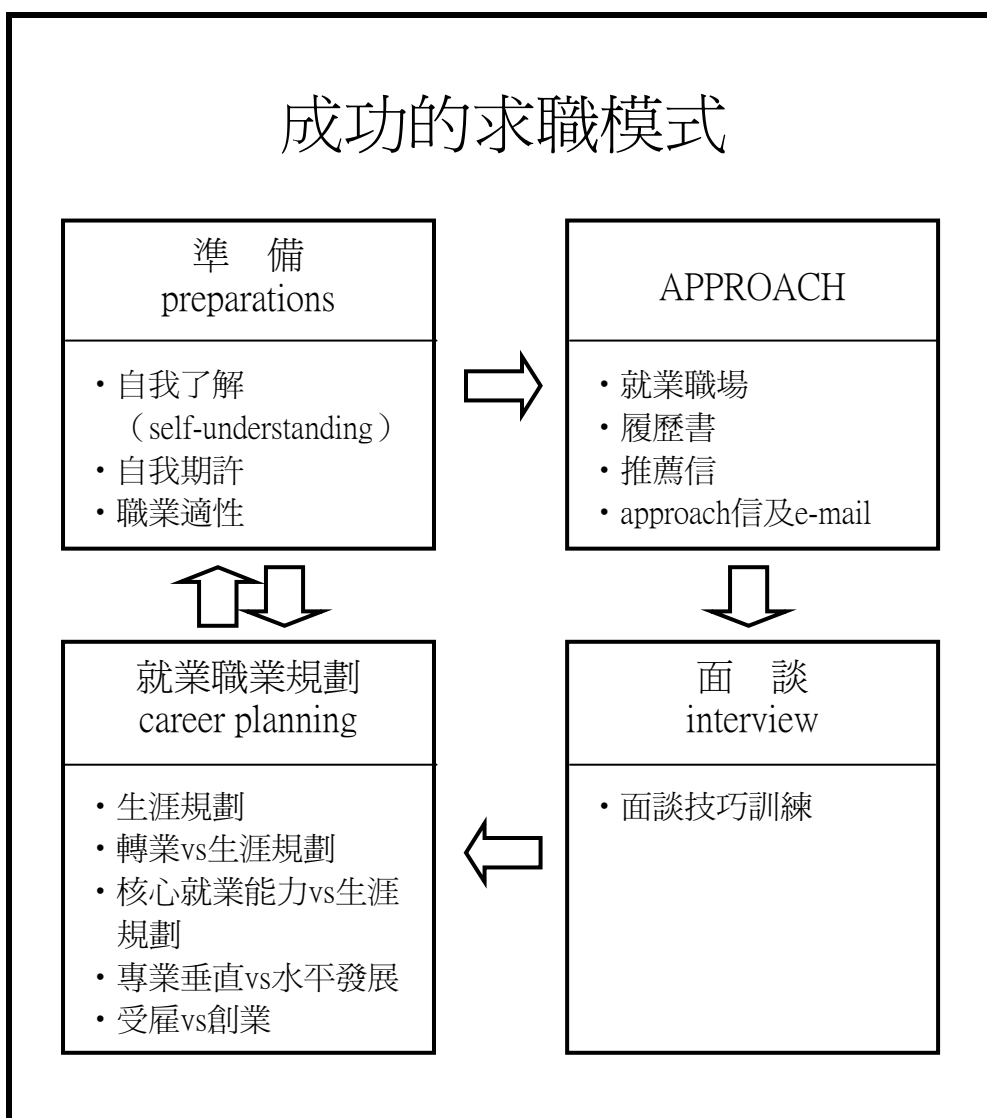 成功的求職模式
準　備
preparations
・自我了解
（self-understanding）
・自我期許
・職業適性
APPROACH
・就業職場
・履歷書
・推薦信
・approach信及e-mail
就業職業規劃
career planning
・生涯規劃
・轉業vs生涯規劃
・核心就業能力vs生涯
規劃
・專業垂直vs水平發展
・受雇vs創業
面　談
interview
・面談技巧訓練